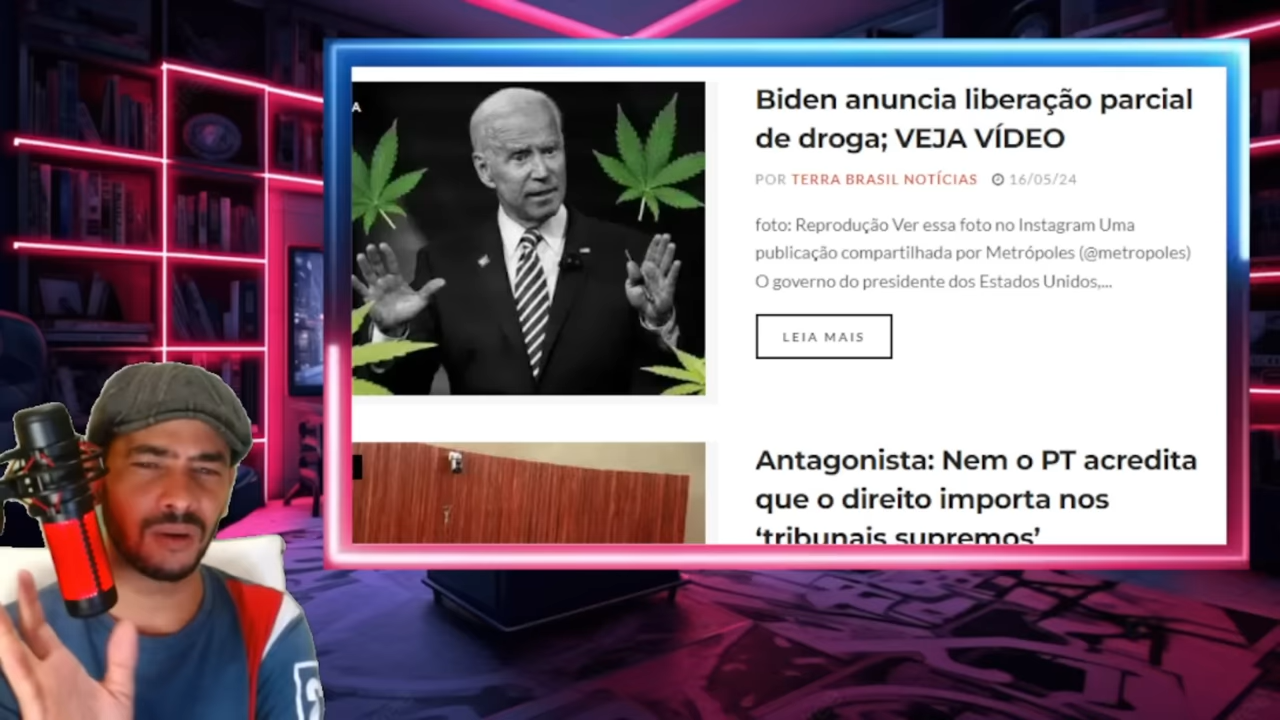 A
Biden anuncia liberação parcial
de droga; VEJA VÍDEO
POR TERRA BRASIL NOTÍCIAS 16/05/24
foto: Reprodução Ver essa foto no Instagram Uma
publicação compartilhada por Metrópoles (@metropoles)
O governo do presidente dos Estados Unidos,...
LEIA MAIS
Antagonista: Nem o PT acredita
que o direito importa nos
‘tribunais supremos’